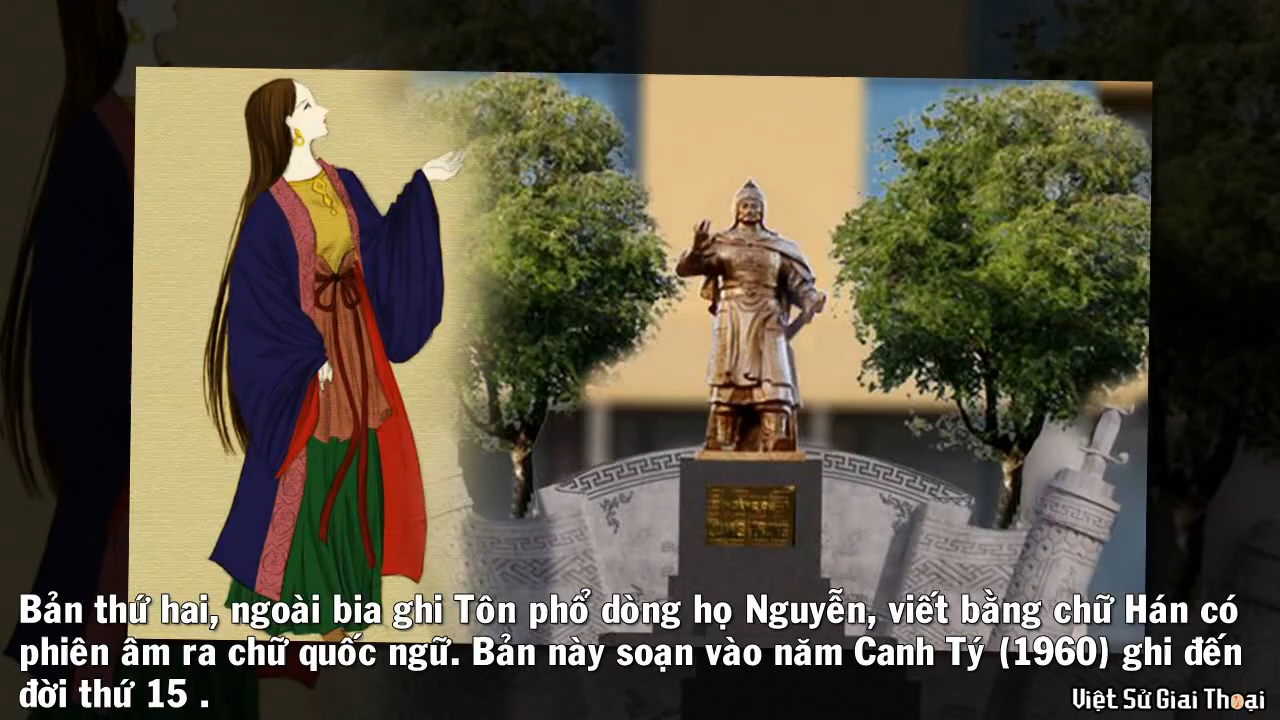 QUANG TRUNG
Bản thứ hai, ngoài bia ghi Tôn phổ dòng họ Nguyễn, viết bằng chữ Hán có
phiên âm ra chữ quốc ngữ. Bản này soạn vào năm Canh Tý (1960) ghi đến
đời thứ 15 .
Việt Sử Giai Thoại